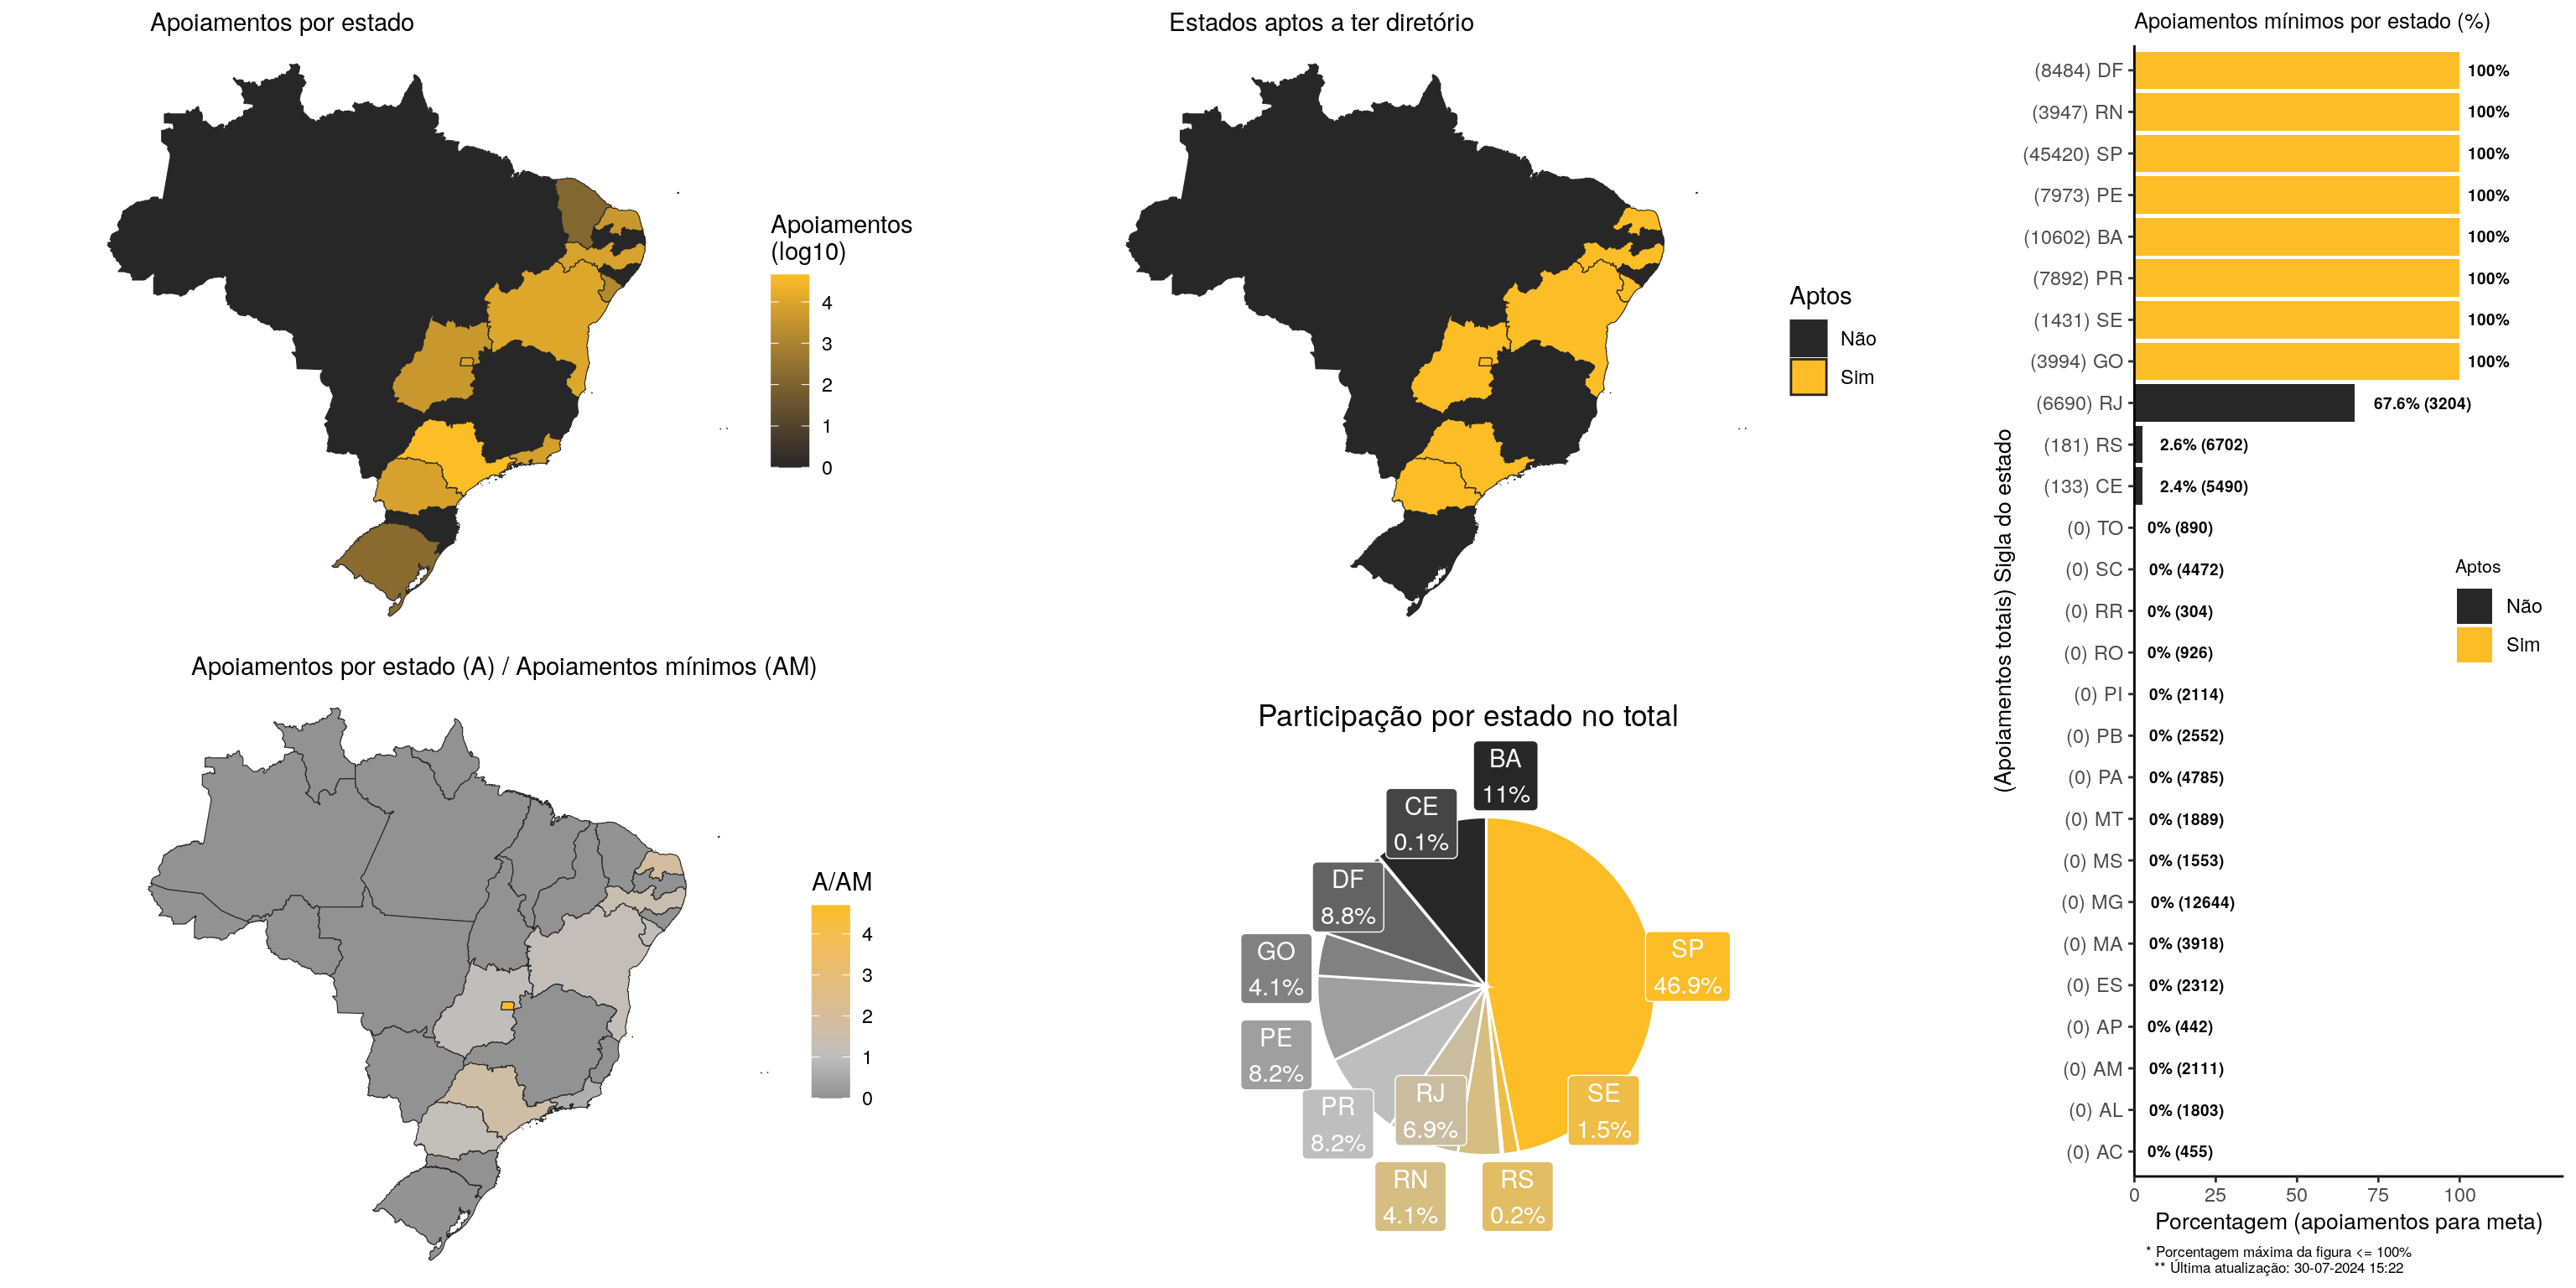 Apoiamentos por estado
Apoiamentos
(log10)
4
3
2
1
0
Estados aptos a ter diretório
Aptos
Não
Sim
Apoiamentos por estado (A) / Apoiamentos mínimos (AM)
A/AM
4
3
2
1
0
Participação por estado no total
BA
11%
CE
0.1%
DF
8.8%
GO
4.1%
PE
8.2%
PR
8.2%
RJ
6.9%
RN
4.1%
RS
0.2%
SE
1.5%
SP
46.9%
Apoiamentos mínimos por estado (%)
(Apoiamentos totais) Sigla do estado
(8484) DF 100%
(3947) RN 100%
(45420) SP 100%
(7973) PE 100%
(10602) BA 100%
(7892) PR 100%
(1431) SE 100%
(3994) GO 100%
(6690) RJ 67.6% (3204)
(181) RS 2.6% (6702)
(133) CE 2.4% (5490)
(0) TO 0% (890)
(0) SC 0% (4472)
(0) RR 0% (304)
(0) RO 0% (926)
(0) PI 0% (2114)
(0) PB 0% (2552)
(0) PA 0% (4785)
(0) MT 0% (1889)
(0) MS 0% (1553)
(0) MG 0% (12644)
(0) MA 0% (3918)
(0) ES 0% (2312)
(0) AP 0% (442)
(0) AM 0% (2111)
(0) AL 0% (1803)
(0) AC 0% (455)
Aptos
Não
Sim
0 25 50 75 100
Porcentagem (apoiamentos para meta)
* Porcentagem máxima da figura <= 100%
** Última atualização: 30-07-2024 15:22